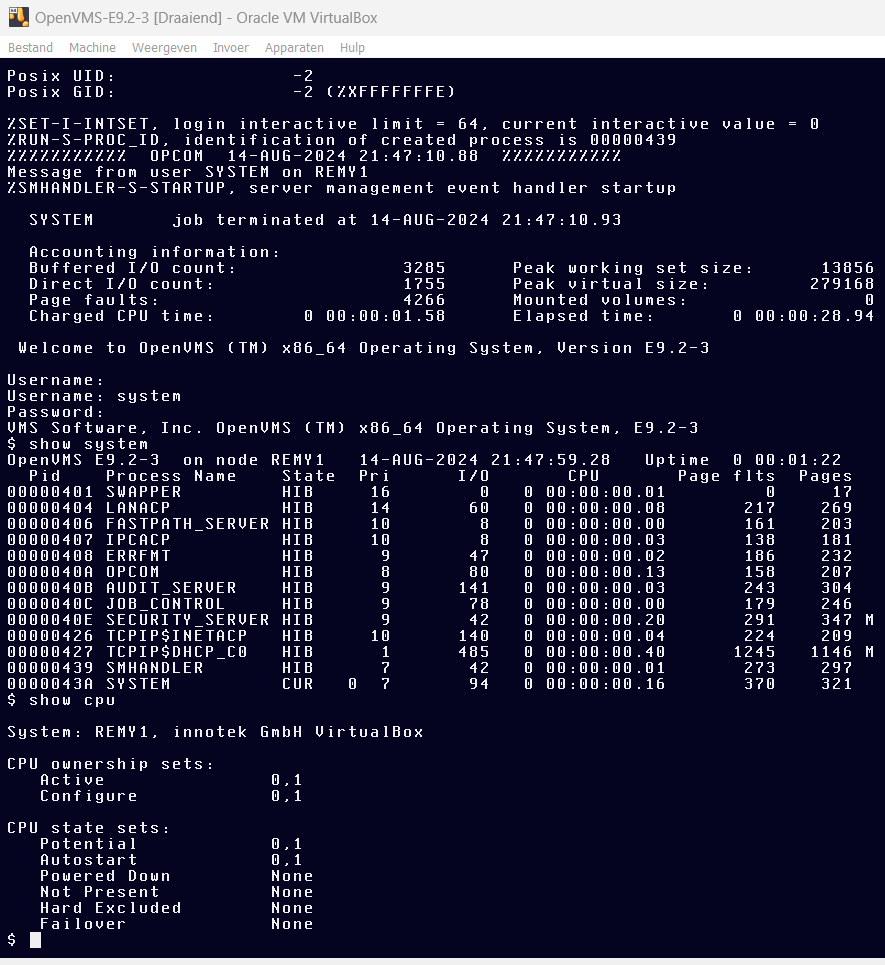 OpenVMS-E9.2-3 [Draaiend] - Oracle VM VirtualBox
Bestand Machine Weergeven Invoer Apparaten Hulp
Posix UID: -2
Posix GID: -2 (%XFFFFFFFE)
%SET-I-INTSET, login interactive limit = 64, current interactive value = 0
%RUN-S-PROC_ID, identification of created process is 00000439
%%%%%%%%%%% OPCOM 14-AUG-2024 21:47:10.88 %%%%%%%%%%%
Message from user SYSTEM on REMY1
%SMHANDLER-S-STARTUP, server management event handler startup
SYSTEM job terminated at 14-AUG-2024 21:47:10.93
Accounting information:
Buffered I/O count: 3285 Peak working set size: 13856
Direct I/O count: 1755 Peak virtual size: 279168
Page faults: 4266 Mounted volumes: 0
Charged CPU time: 0 00:00:01.58 Elapsed time: 0 00:00:28.94
Welcome to OpenVMS (TM) x86_64 Operating System, Version E9.2-3
Username:
Username: system
Password:
VMS Software, Inc. OpenVMS (TM) x86_64 Operating System, E9.2-3
$ show system
OpenVMS E9.2-3 on node REMY1 14-AUG-2024 21:47:59.28 Uptime 0 00:01:22
Pid Process Name State Pri I/O CPU Page flts Pages
00000401 SWAPPER HIB 16 0 0 00:00:00.01 0 17
00000404 LANACP HIB 14 60 0 00:00:00.08 217 269
00000406 FASTPATH_SERVER HIB 10 8 0 00:00:00.00 161 203
00000407 IPCACP HIB 10 8 0 00:00:00.03 138 181
00000408 ERRFMT HIB 9 47 0 00:00:00.02 186 232
0000040A OPCOM HIB 8 80 0 00:00:00.13 158 207
0000040B AUDIT_SERVER HIB 9 141 0 00:00:00.03 243 304
0000040C JOB_CONTROL HIB 9 78 0 00:00:00.00 179 246
0000040E SECURITY_SERVER HIB 9 42 0 00:00:00.20 291 347 M
00000426 TCPIP$INETACP HIB 10 140 0 00:00:00.04 224 209
00000427 TCPIP$DHCP_C0 HIB 1 485 0 00:00:00.40 1245 1146 M
00000439 SMHANDLER HIB 7 42 0 00:00:00.01 273 297
0000043A SYSTEM CUR 0 7 94 0 00:00:00.16 370 321
$ show cpu
System: REMY1, innotek GmbH VirtualBox
CPU ownership sets:
Active 0,1
Configure 0,1
CPU state sets:
Potential 0,1
Autostart 0,1
Powered Down None
Not Present None
Hard Excluded None
Failover None
$